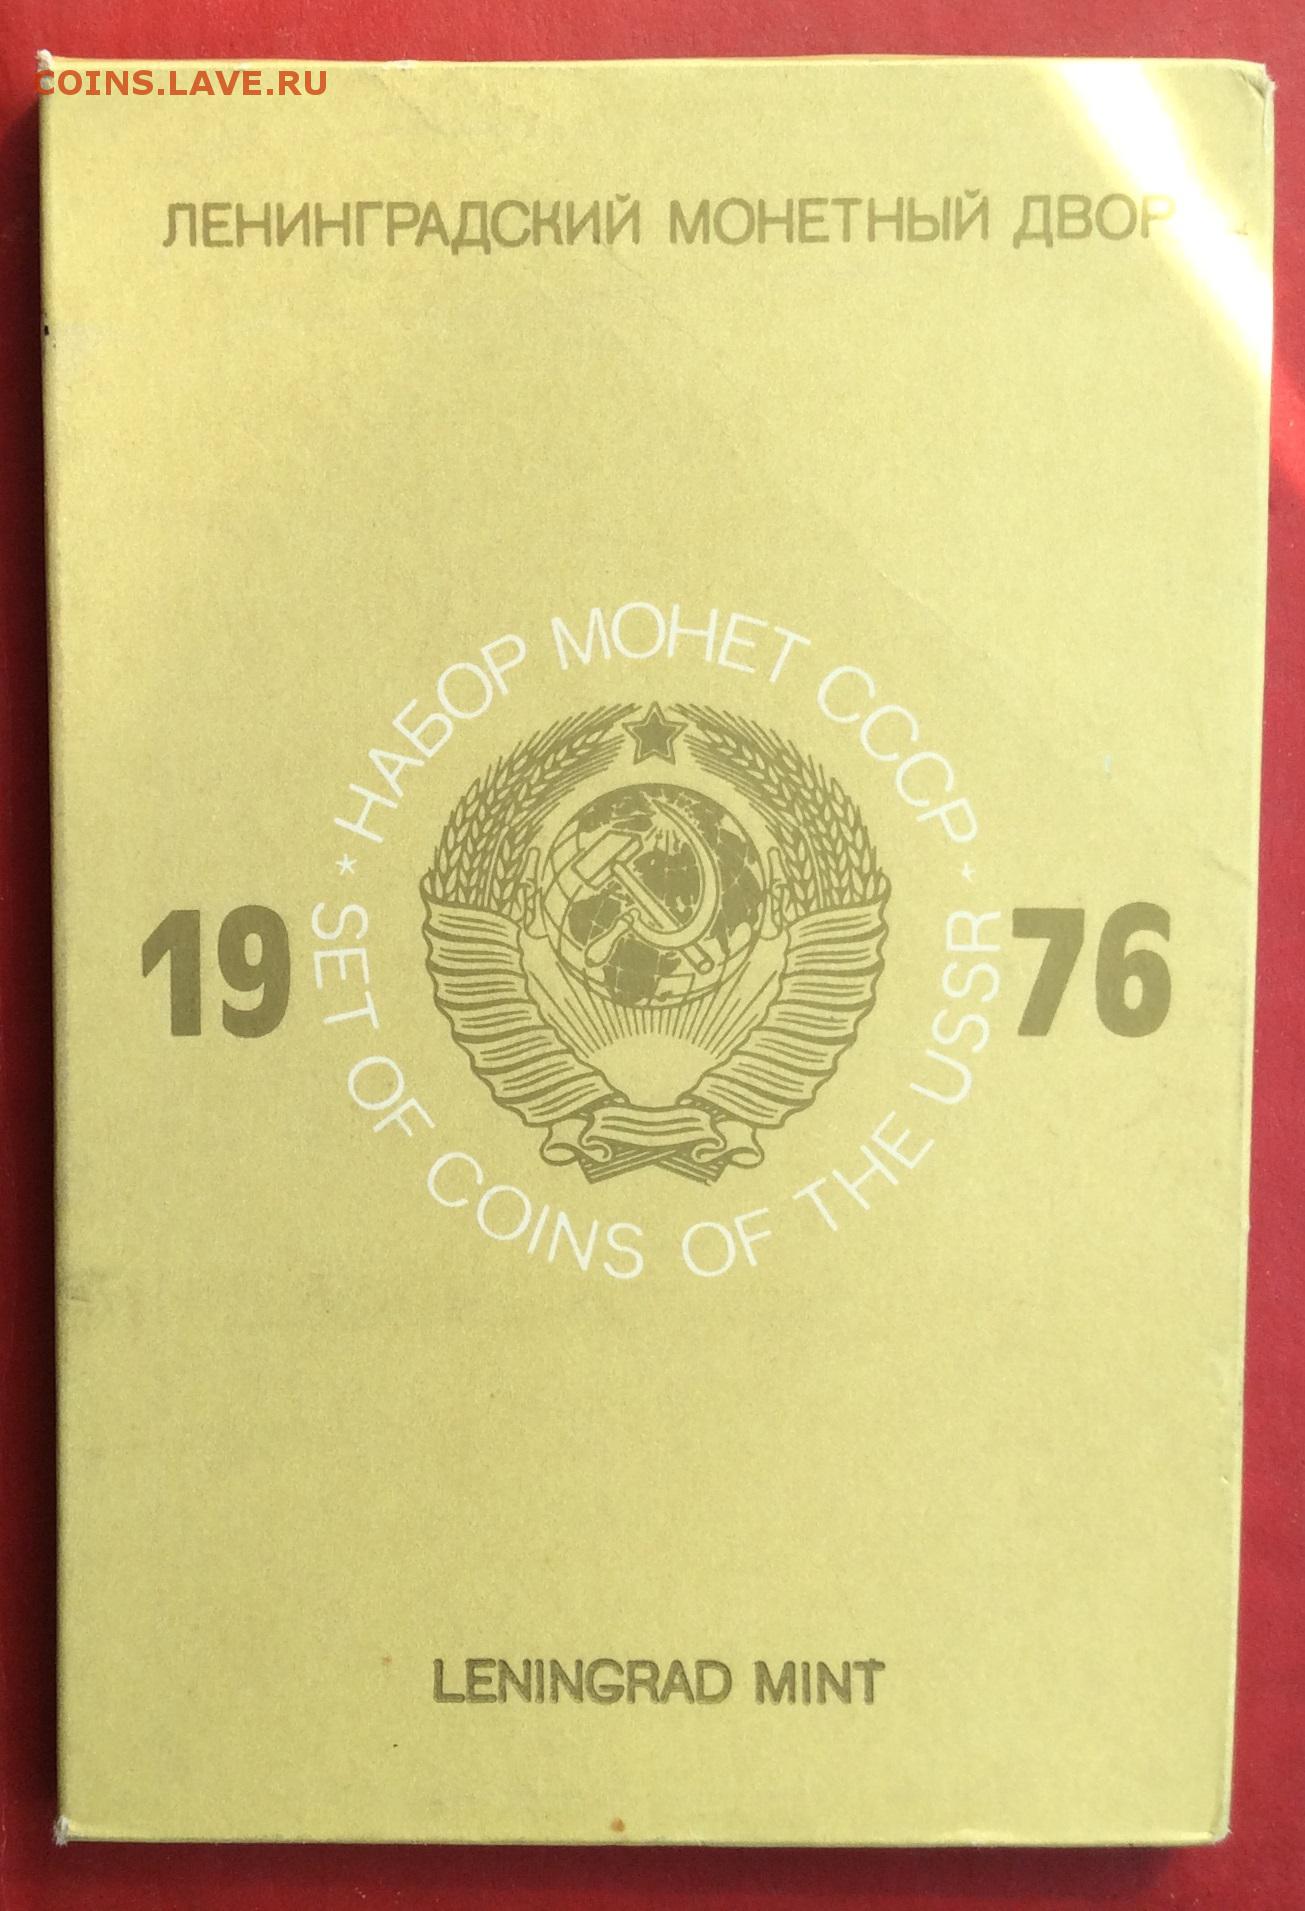 COINS.LAVE.RU
ЛЕНИНГРАДСКИЙ МОНЕТНЫЙ ДВОР
* НАБОР МОНЕТ СССР *
19 76
SET OF COINS OF THE USSR
LENINGRAD MINT